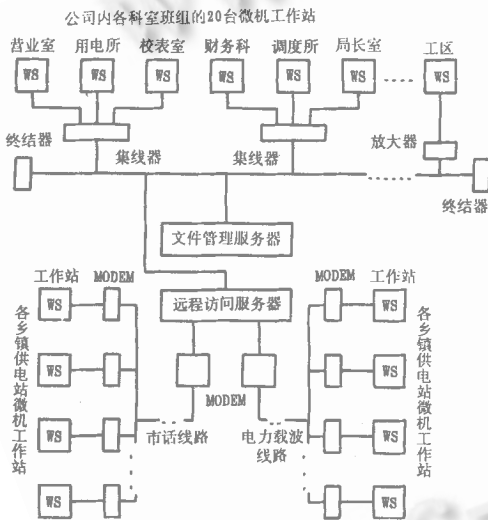 公司内各科室班组的20台微机工作站
营业室 用电所 校表室 财务科 调度所 局长室 工区
WS WS WS WS WS WS WS
终结器 集线器 集线器 放大器
终结器
文件管理服务器
工作站 MODEM 远程访问服务器 MODEM 工作站
WS WS
各乡镇供电站微机工作站
WS WS
各乡镇供电站微机工作站
MODEM
WS 市话线路 电力载波线路 WS
WS WS